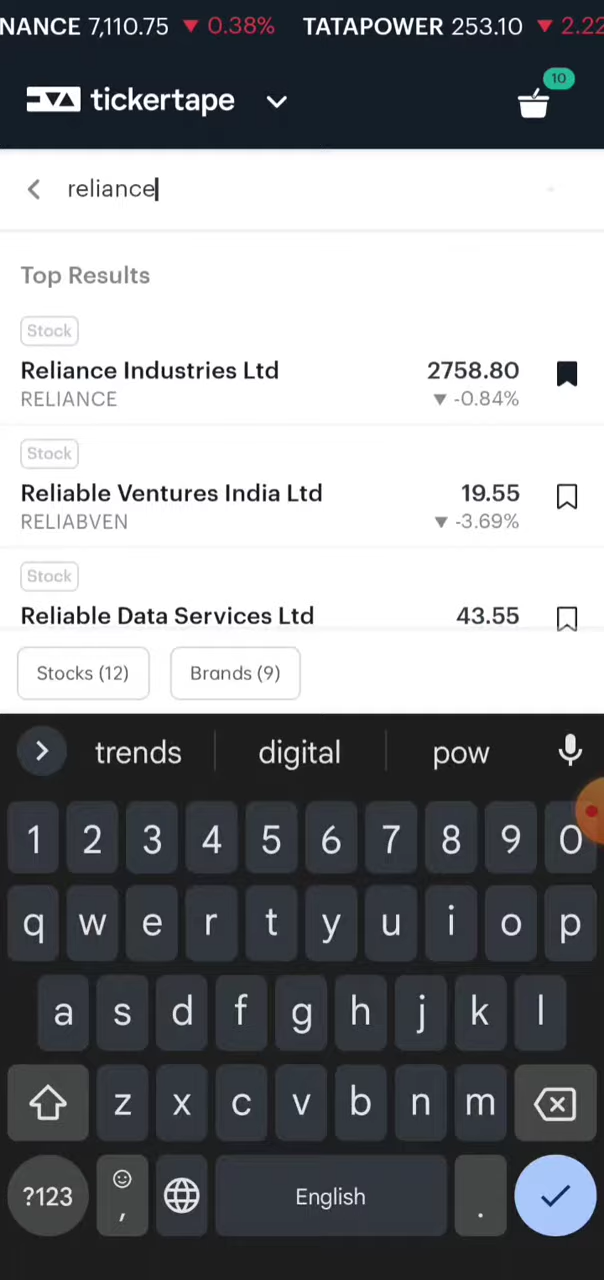 NANCE 7,110.75 ▼ 0.38% TATAPOWER 253.10 ▼ 2.22
tickertape
10
reliance
Top Results
Stock
Reliance Industries Ltd 2758.80
RELIANCE ▼ -0.84%
Stock
Reliable Ventures India Ltd 19.55
RELIABVEN ▼ -3.69%
Stock
Reliable Data Services Ltd 43.55
Stocks (12) Brands (9)
trends digital pow
1 2 3 4 5 6 7 8 9 0
q w e r t y u i o p
a s d f g h j k l
z x c v b n m
?123 , English .